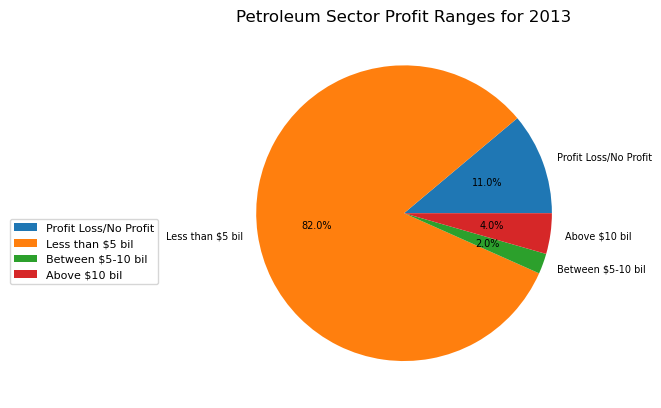 Petroleum Sector Profit Ranges for 2013
Profit Loss/No Profit
11.0%
82.0%
Less than $5 bil
4.0%
Above $10 bil
2.0%
Between $5-10 bil
Profit Loss/No Profit
Less than $5 bil
Between $5-10 bil
Above $10 bil